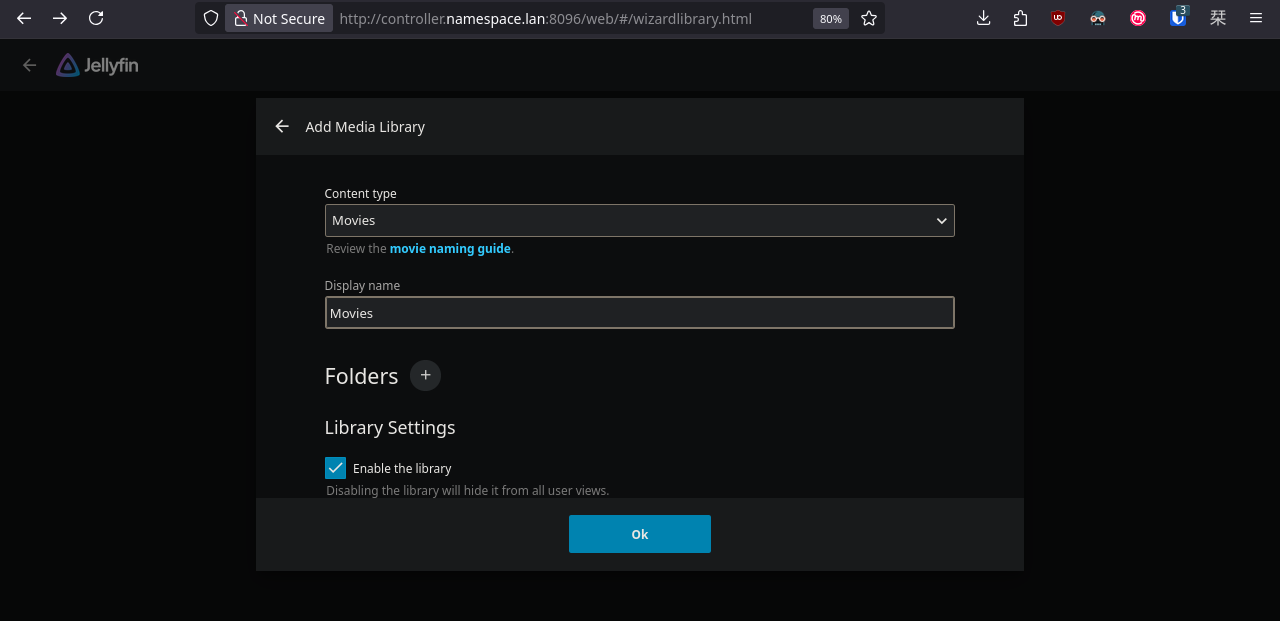 Not Secure http://controller.namespace.lan:8096/web/#/wizardlibrary.html 80% UD m 3 栞
Jellyfin
Add Media Library
Content type
Movies
Review the movie naming guide.
Display name
Movies
Folders +
Library Settings
Enable the library
Disabling the library will hide it from all user views.
Ok